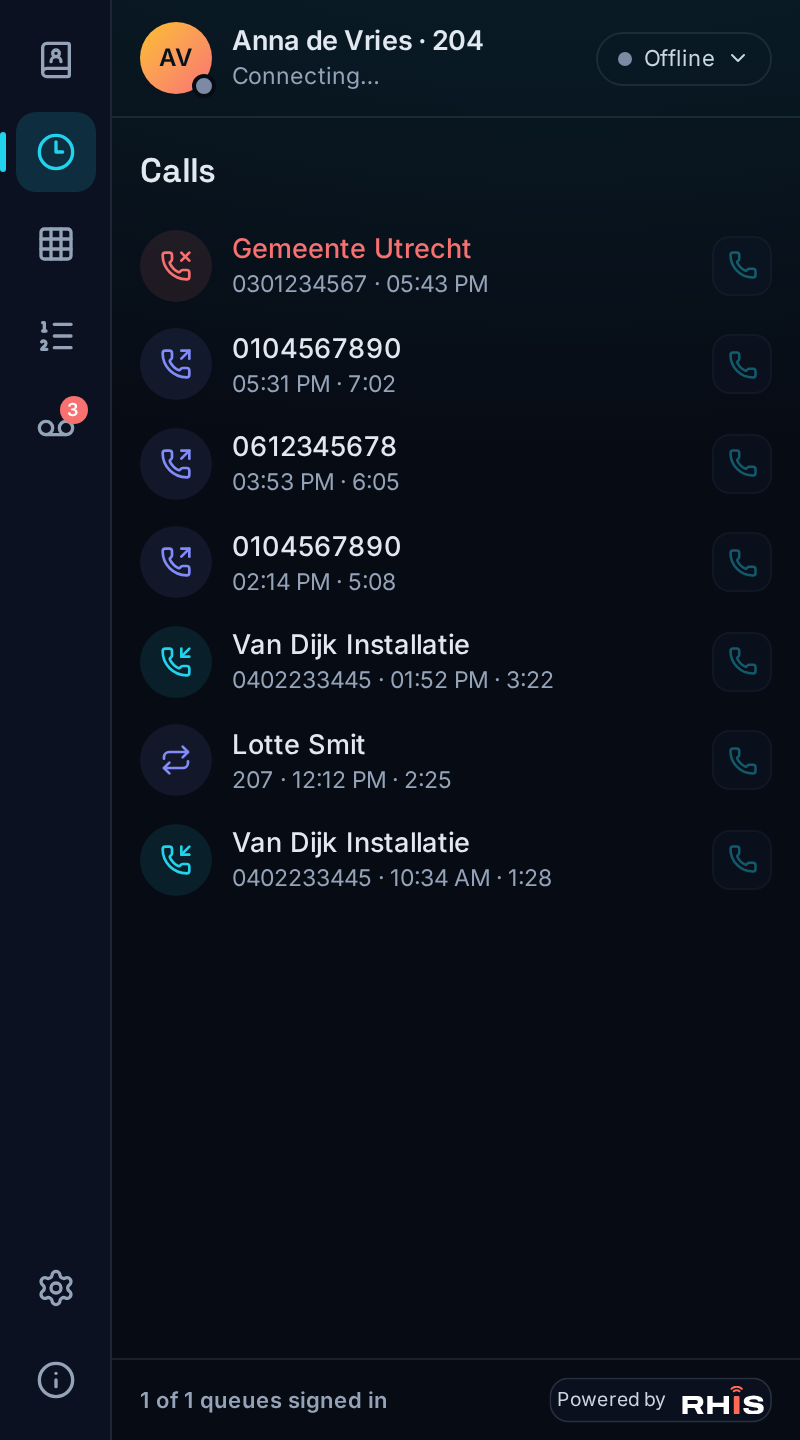 AV
Anna de Vries · 204
Connecting...
Offline
Calls
Gemeente Utrecht
0301234567 · 05:43 PM
0104567890
05:31 PM · 7:02
0612345678
03:53 PM · 6:05
0104567890
02:14 PM · 5:08
Van Dijk Installatie
0402233445 · 01:52 PM · 3:22
Lotte Smit
207 · 12:12 PM · 2:25
Van Dijk Installatie
0402233445 · 10:34 AM · 1:28
1
2
3
1 of 1 queues signed in
Powered by RHiS